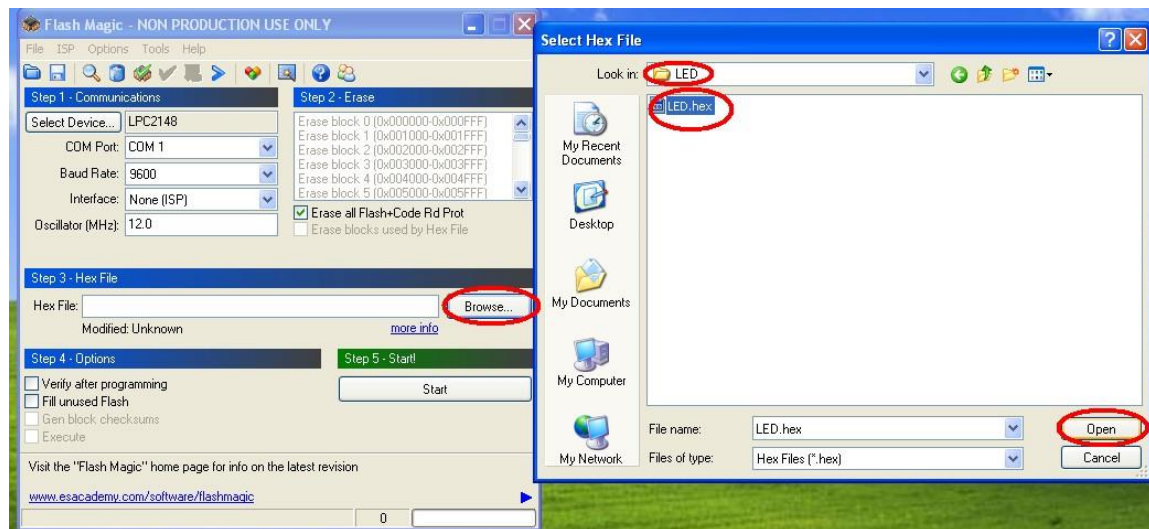 Flash Magic - NON PRODUCTION USE ONLY
File ISP Options Tools Help
Step 1 - Communications
Select Device... LPC2148
COM Port: COM 1
Baud Rate: 9600
Interface: None (ISP)
Oscillator (MHz): 12.0
Step 2 - Erase
Erase block 0 (0x000000-0x000FFF)
Erase block 1 (0x001000-0x001FFF)
Erase block 2 (0x002000-0x002FFF)
Erase block 3 (0x003000-0x003FFF)
Erase block 4 (0x004000-0x004FFF)
Erase block 5 (0x005000-0x005FFF)
Erase all Flash+Code Rd Prot
Erase blocks used by Hex File
Step 3 - Hex File
Hex File: Browse...
Modified: Unknown more info
Step 4 - Options
Verify after programming
Fill unused Flash
Gen block checksums
Execute
Step 5 - Start!
Start
Visit the "Flash Magic" home page for info on the latest revision
www.esacademy.com/software/flashmagic
0
Select Hex File
Look in: LED
LED.hex
My Recent
Documents
Desktop
My Documents
My Computer
My Network
File name: LED.hex Open
Files of type: Hex Files (*.hex) Cancel